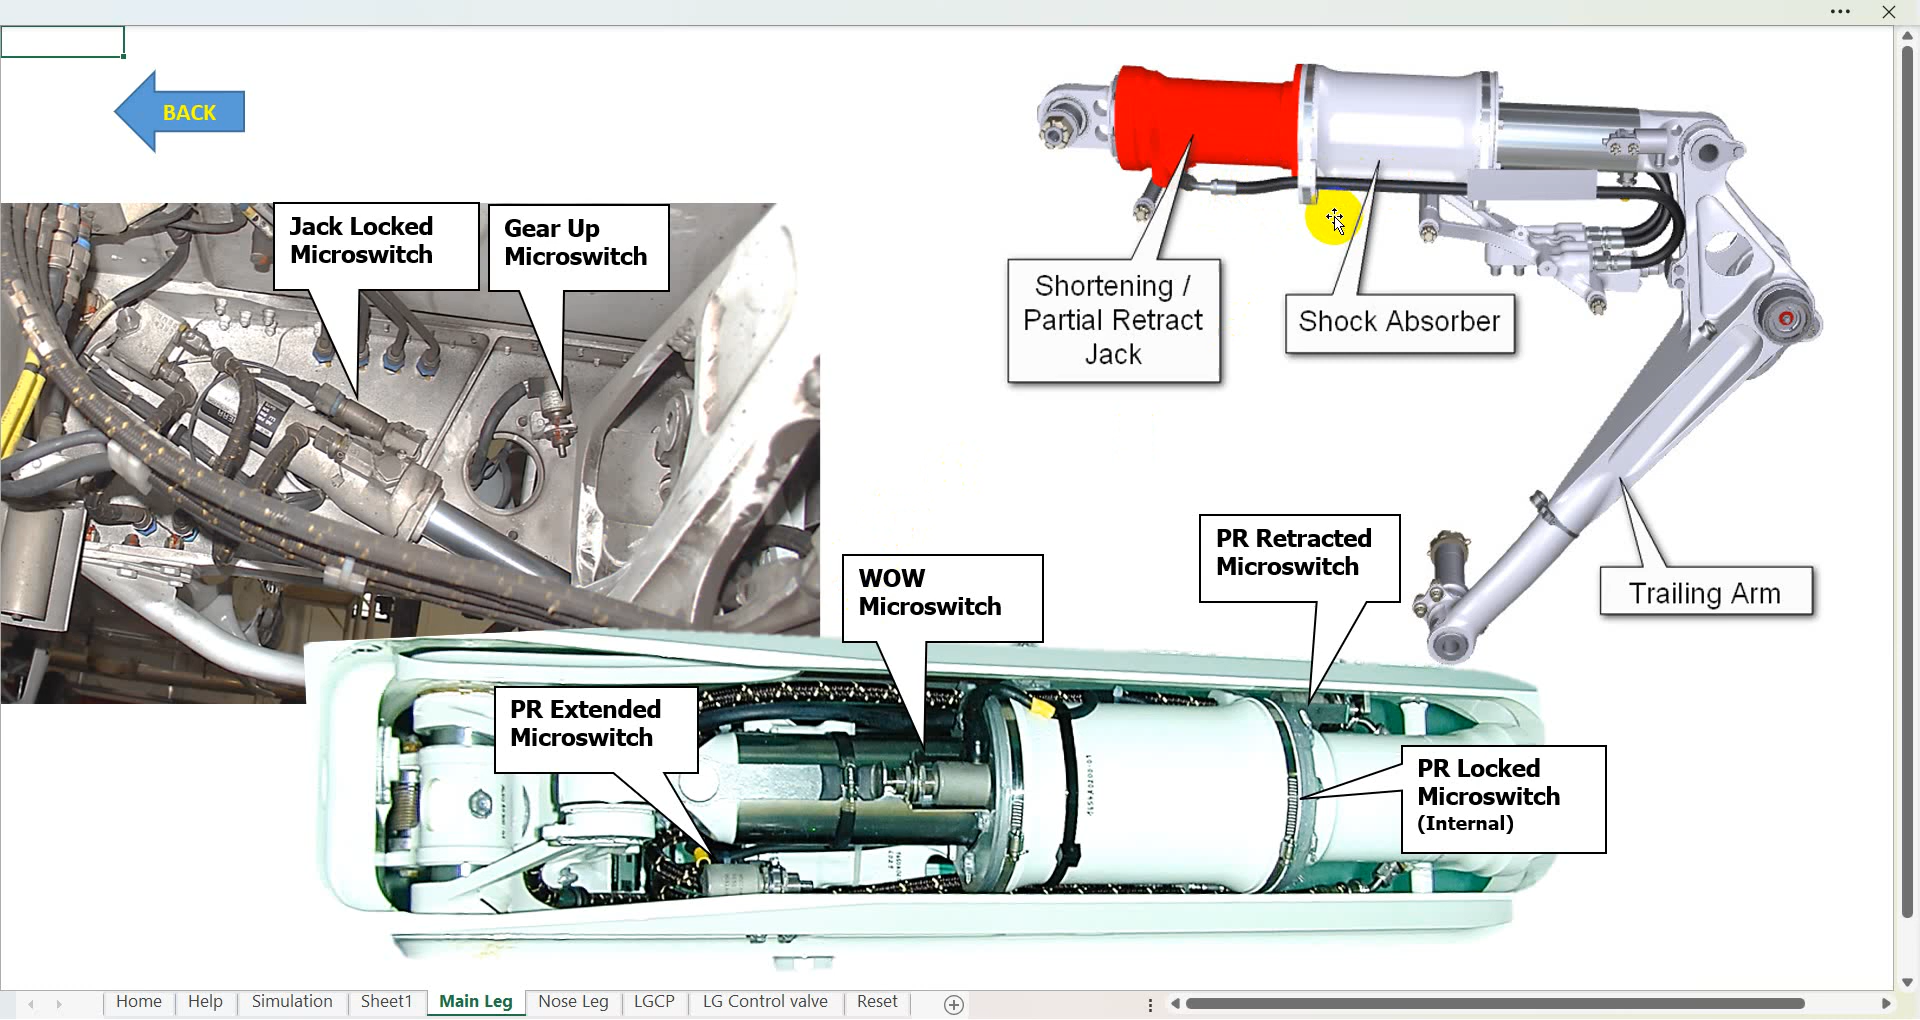 BACK
Jack Locked
Microswitch
Gear Up
Microswitch
Shortening /
Partial Retract
Jack
Shock Absorber
Trailing Arm
PR Retracted
Microswitch
WOW
Microswitch
PR Extended
Microswitch
PR Locked
Microswitch
(Internal)
Home
Help
Simulation
Sheet1
Main Leg
Nose Leg
LGCP
LG Control valve
Reset